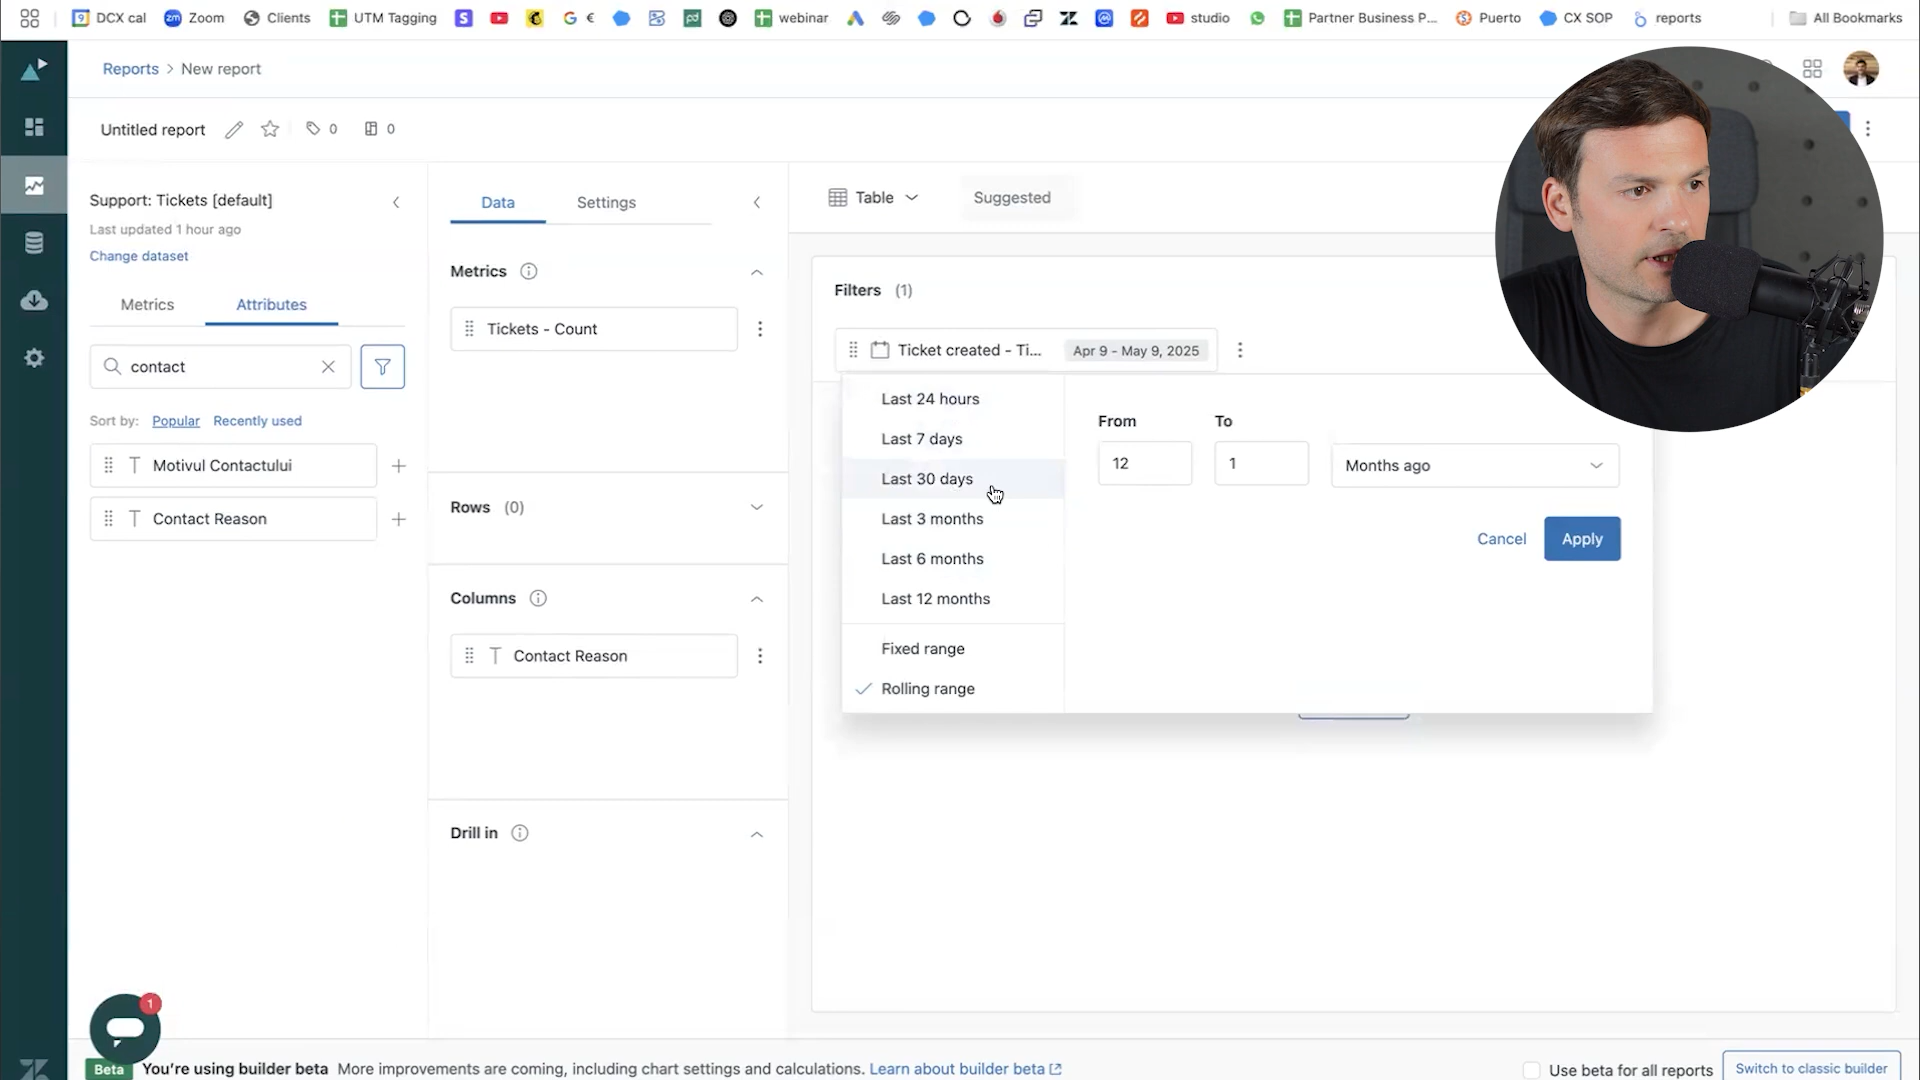 DCX cal
Zoom
Clients
UTM Tagging
webinar
studio
Partner Business P...
Puerto
CX SOP
reports
All Bookmarks
Reports > New report
Untitled report
0
0
Support: Tickets [default]
Last updated 1 hour ago
Change dataset
Metrics
Attributes
contact
Sort by: Popular Recently used
Motivul Contactului
Contact Reason
Data
Settings
Metrics
Tickets - Count
Rows (0)
Columns
Contact Reason
Drill in
Table
Suggested
Filters (1)
Ticket created - Ti...
Apr 9 - May 9, 2025
Last 24 hours
Last 7 days
Last 30 days
Last 3 months
Last 6 months
Last 12 months
Fixed range
Rolling range
From
To
12
1
Months ago
Cancel
Apply
1
Beta
You're using builder beta More improvements are coming, including chart settings and calculations. Learn about builder beta
Use beta for all reports
Switch to classic builder